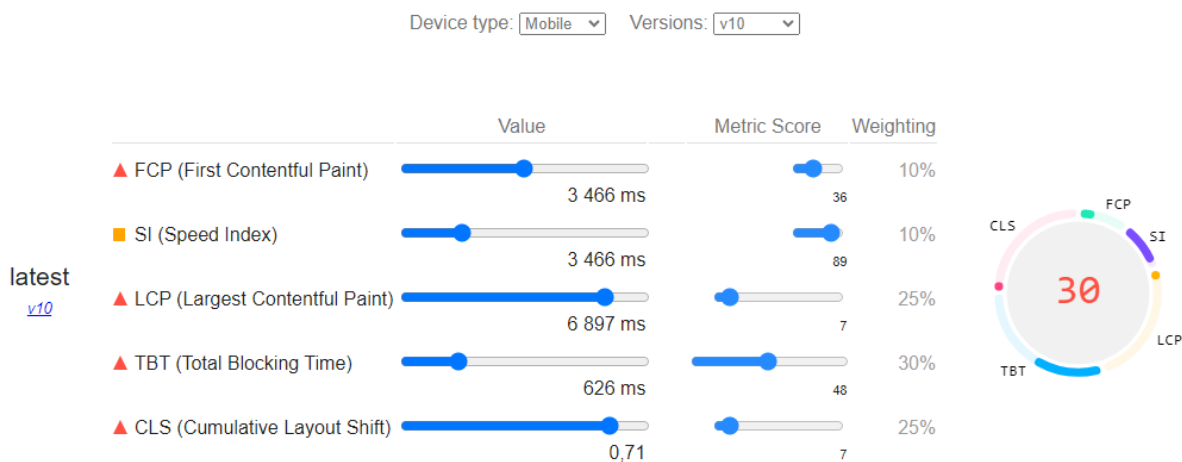 Device type: Mobile Versions: v10
Value Metric Score Weighting
FCP (First Contentful Paint) 10%
3 466 ms 36
SI (Speed Index) 10%
3 466 ms 89
latest
v10
LCP (Largest Contentful Paint) 25%
6 897 ms 7
TBT (Total Blocking Time) 30%
626 ms 48
CLS (Cumulative Layout Shift) 25%
0,71 7
FCP
CLS
SI
30
LCP
TBT